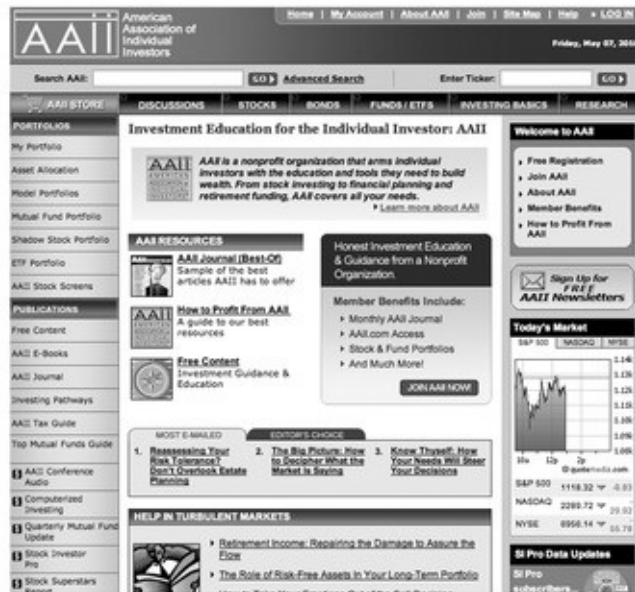 AAII
American
Association of
Individual
Investors
Home | My Account | About AAII | Join | Site Map | Help ▸ LOG IN
Friday, May 07,
Search AAII: GO Advanced Search Enter Ticker: GO
AAII STORE DISCUSSIONS STOCKS BONDS FUNDS / ETFS INVESTING BASICS RESEARCH
PORTFOLIOS
My Portfolio
Asset Allocation
Model Portfolios
Mutual Fund Portfolio
Shadow Stock Portfolio
ETF Portfolio
AAII Stock Screens
PUBLICATIONS
Free Content
AAII E-Books
AAII Journal
Investing Pathways
AAII Tax Guide
Top Mutual Funds Guide
AAII Conference
Audio
Computerized
Investing
Quarterly Mutual Fund
Update
Stock Investor
Pro
Stock Superstars
Report
Investment Education for the Individual Investor: AAII
AAII
AAII is a nonprofit organization that arms individual
investors with the education and tools they need to build
wealth. From stock investing to financial planning and
retirement funding, AAII covers all your needs.
Learn more about AAII
AAII RESOURCES
AAII Journal (Best-Of)
Sample of the best
articles AAII has to offer
AAII
How to Profit From AAII
A guide to our best
resources
Free Content
Investment Guidance &
Education
Honest Investment Education
& Guidance from a Nonprofit
Organization.
Member Benefits Include:
Monthly AAII Journal
AAII.com Access
Stock & Fund Portfolios
And Much More!
JOIN AAII NOW!
MOST E-MAILED EDITOR'S CHOICE
1. Reassessing Your
Risk Tolerance?
Don't Overlook Estate
Planning
2. The Big Picture: How
to Decipher What the
Market Is Saying
3. Know Thyself: How
Your Needs Will Steer
Your Decisions
HELP IN TURBULENT MARKETS
Retirement Income: Repairing the Damage to Assure the
Flow
The Role of Risk-Free Assets In Your Long-Term Portfolio
Welcome to AAII
Free Registration
Join AAII
About AAII
Member Benefits
How to Profit From
AAII
Sign Up for
FREE
AAII Newsletters
Today's Market
S&P 500 NASDAQ NYSE
10a 12p 2p
© quotemedia.com
S&P 500 1118.32
NASDAQ 2289.72
NYSE 6956.14
SI Pro Data Updates
SI Pro
subscribers...